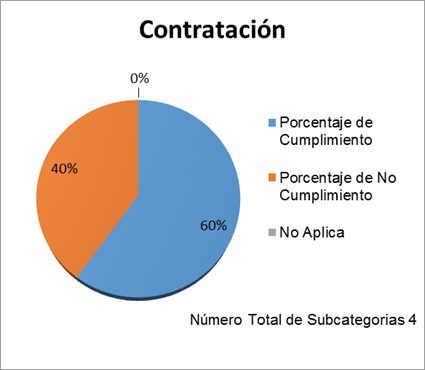 Contratación
0%
40%
60%
Porcentaje de
Cumplimiento
Porcentaje de No
Cumplimiento
No Aplica
Número Total de Subcategorias 4